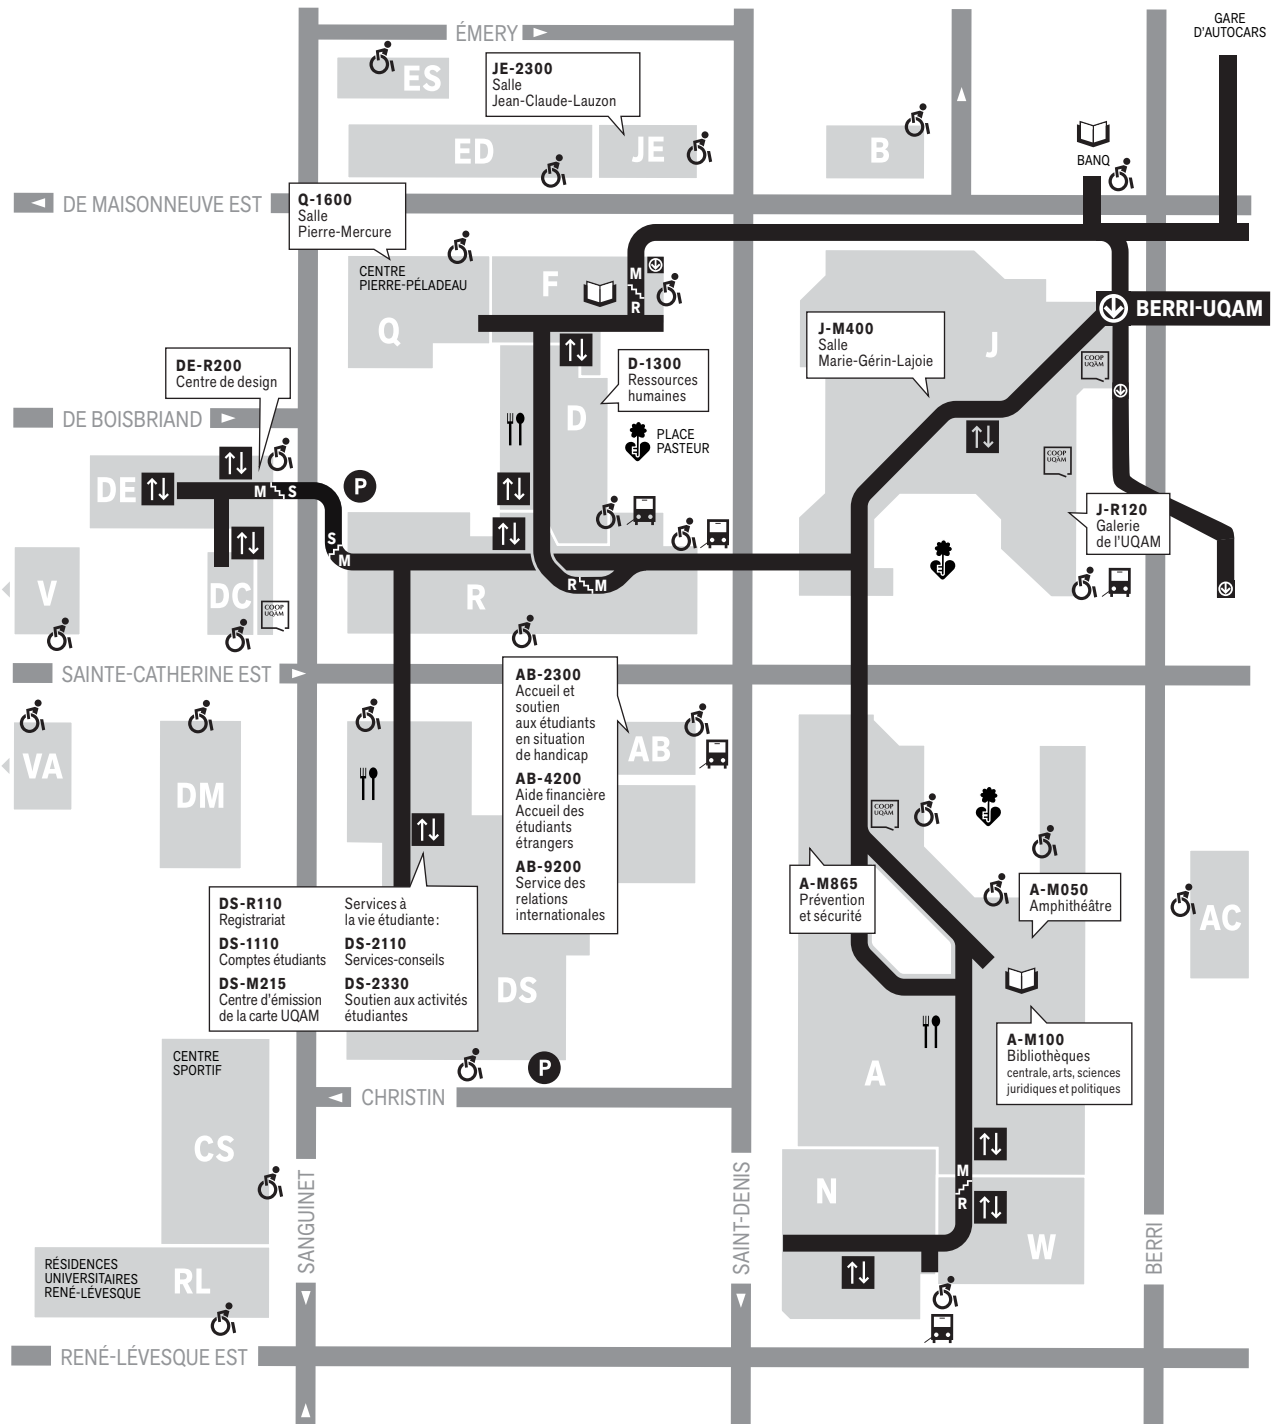 GARE
D'AUTOCARS
ÉMERY
ES
JE-2300
Salle
Jean-Claude-Lauzon
ED
JE
B
BANQ
DE MAISONNEUVE EST
Q-1600
Salle
Pierre-Mercure
CENTRE
PIERRE-PÉLADEAU
F
M
R
Q
BERRI-UQAM
J-M400
Salle
Marie-Gérin-Lajoie
J
COOP
UQÀM
DE-R200
Centre de design
D-1300
Ressources
humaines
D
PLACE
PASTEUR
DE BOISBRIAND
COOP
UQÀM
DE
M
S
P
J-R120
Galerie
de l'UQAM
S
M
V
DC
COOP
UQÀM
R
R
M
SAINTE-CATHERINE EST
AB-2300
Accueil et
soutien
aux étudiants
en situation
de handicap
AB-4200
Aide financière
Accueil des
étudiants
étrangers
AB-9200
Service des
relations
internationales
AB
VA
DM
COOP
UQÀM
A-M865
Prévention
et sécurité
A-M050
Amphithéâtre
AC
DS-R110
Registrariat
DS-1110
Comptes étudiants
DS-M215
Centre d'émission
de la carte UQAM
Services à
la vie étudiante :
DS-2110
Services-conseils
DS-2330
Soutien aux activités
étudiantes
DS
P
A-M100
Bibliothèques
centrale, arts, sciences
juridiques et politiques
A
CENTRE
SPORTIF
CS
CHRISTIN
SANGUINET
SAINT-DENIS
BERRI
N
M
R
W
RÉSIDENCES
UNIVERSITAIRES
RENÉ-LÉVESQUE
RL
RENÉ-LÉVESQUE EST